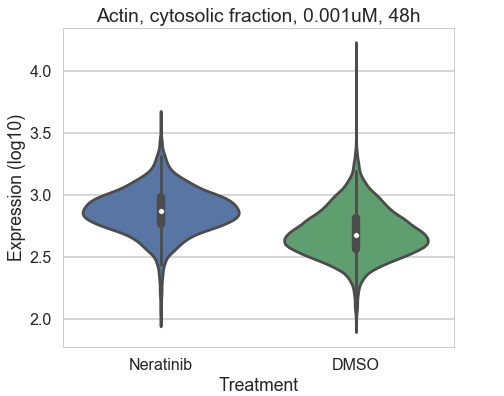 Actin, cytosolic fraction, 0.001uM, 48h
Expression (log10)
4.0
3.5
3.0
2.5
2.0
Neratinib DMSO
Treatment